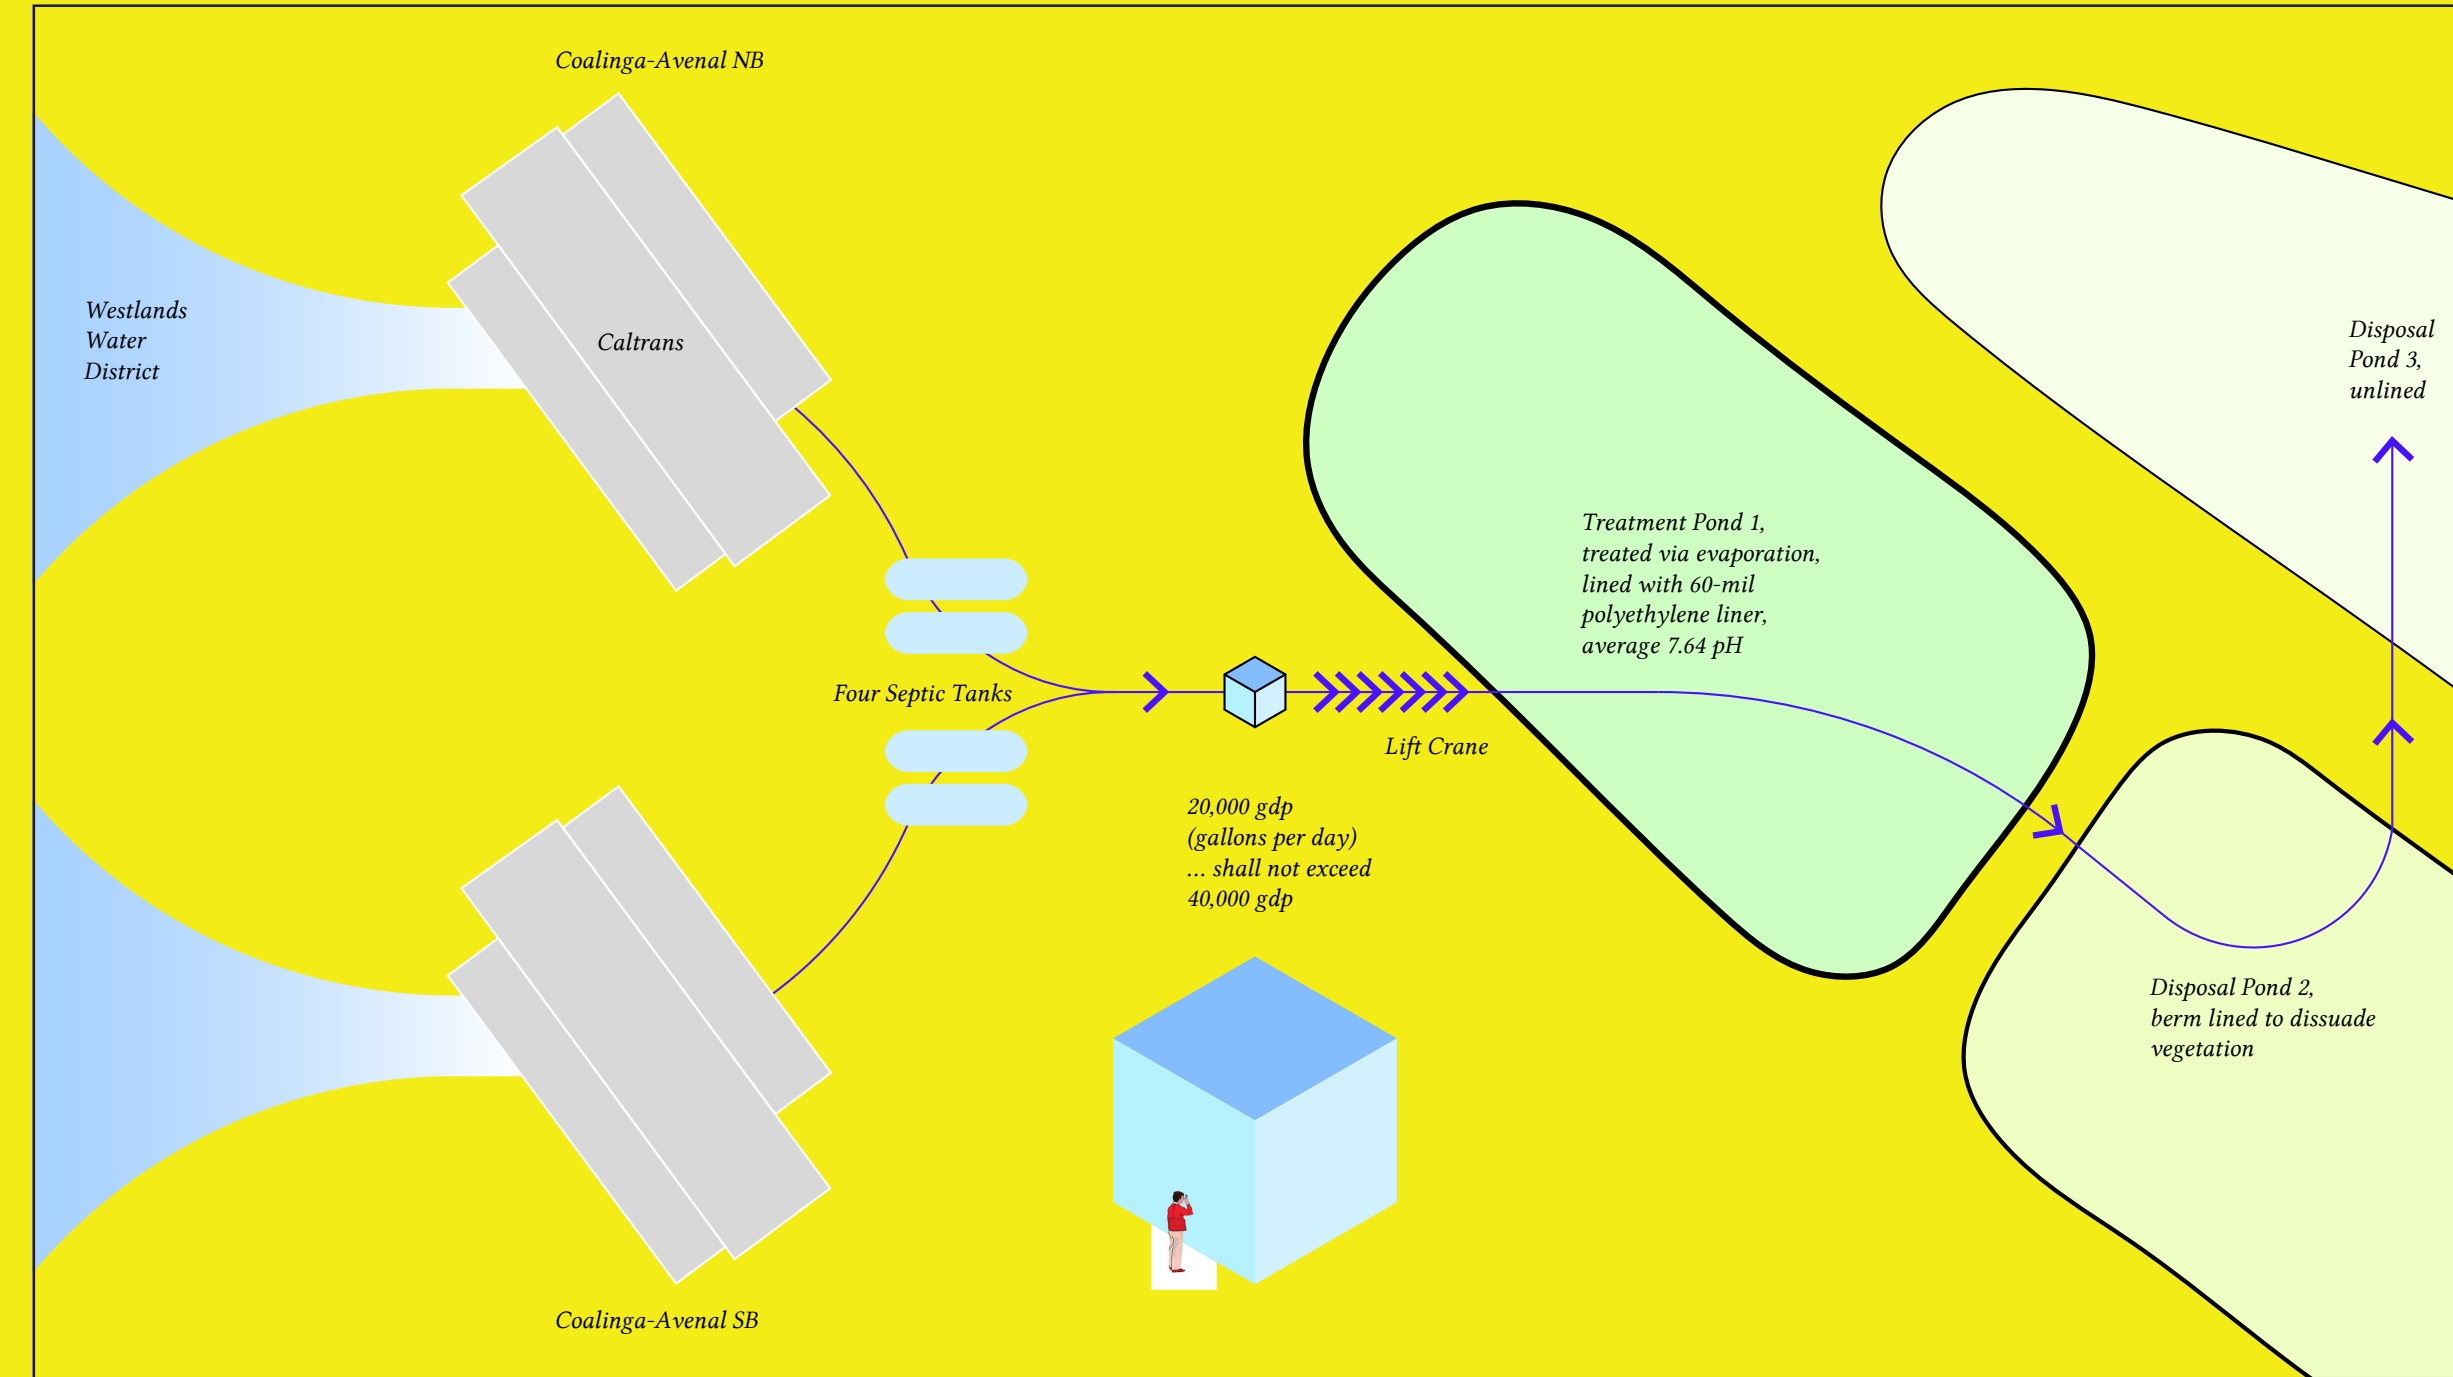 Coalinga-Avenal NB
Westlands
Water
District
Caltrans
Four Septic Tanks
Lift Crane
20,000 gdp
(gallons per day)
... shall not exceed
40,000 gdp
Treatment Pond 1,
treated via evaporation,
lined with 60-mil
polyethylene liner,
average 7.64 pH
Disposal
Pond 3,
unlined
Disposal Pond 2,
berm lined to dissuade
vegetation
Coalinga-Avenal SB